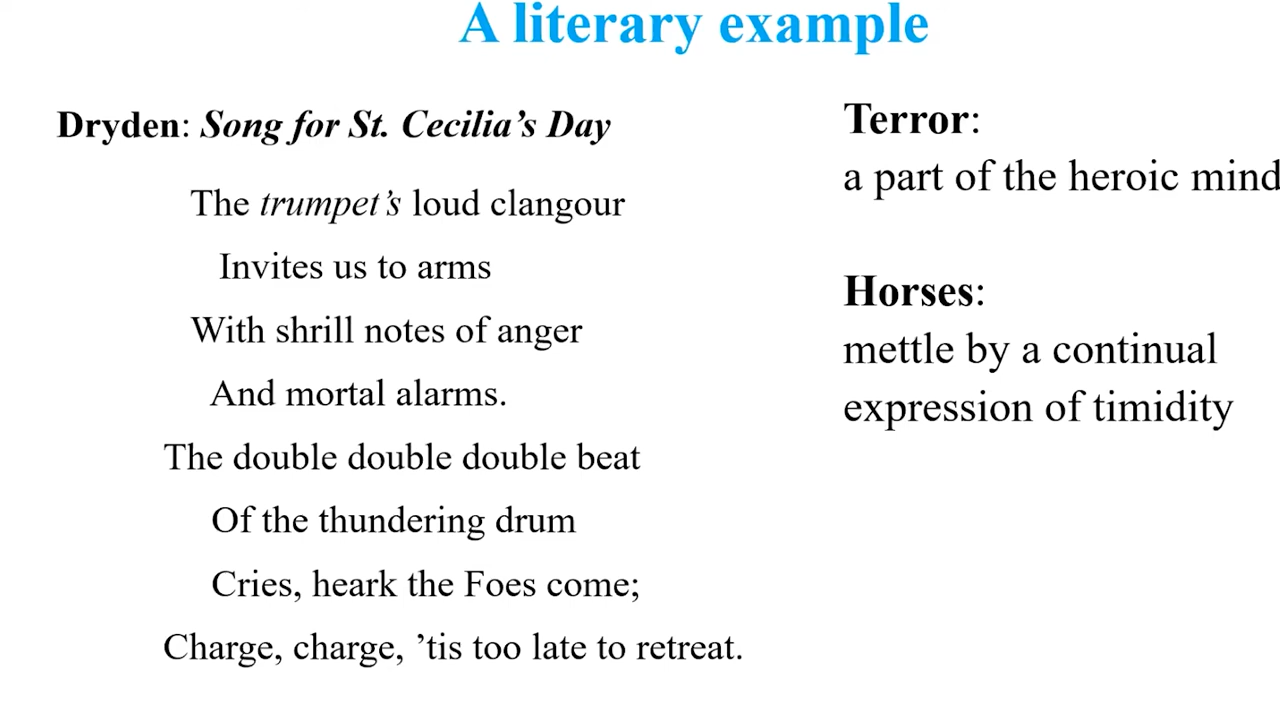 A literary example
Dryden: Song for St. Cecilia’s Day
The trumpet’s loud clangour
Invites us to arms
With shrill notes of anger
And mortal alarms.
The double double double beat
Of the thundering drum
Cries, heark the Foes come;
Charge, charge, ’tis too late to retreat.
Terror:
a part of the heroic mind
Horses:
mettle by a continual
expression of timidity